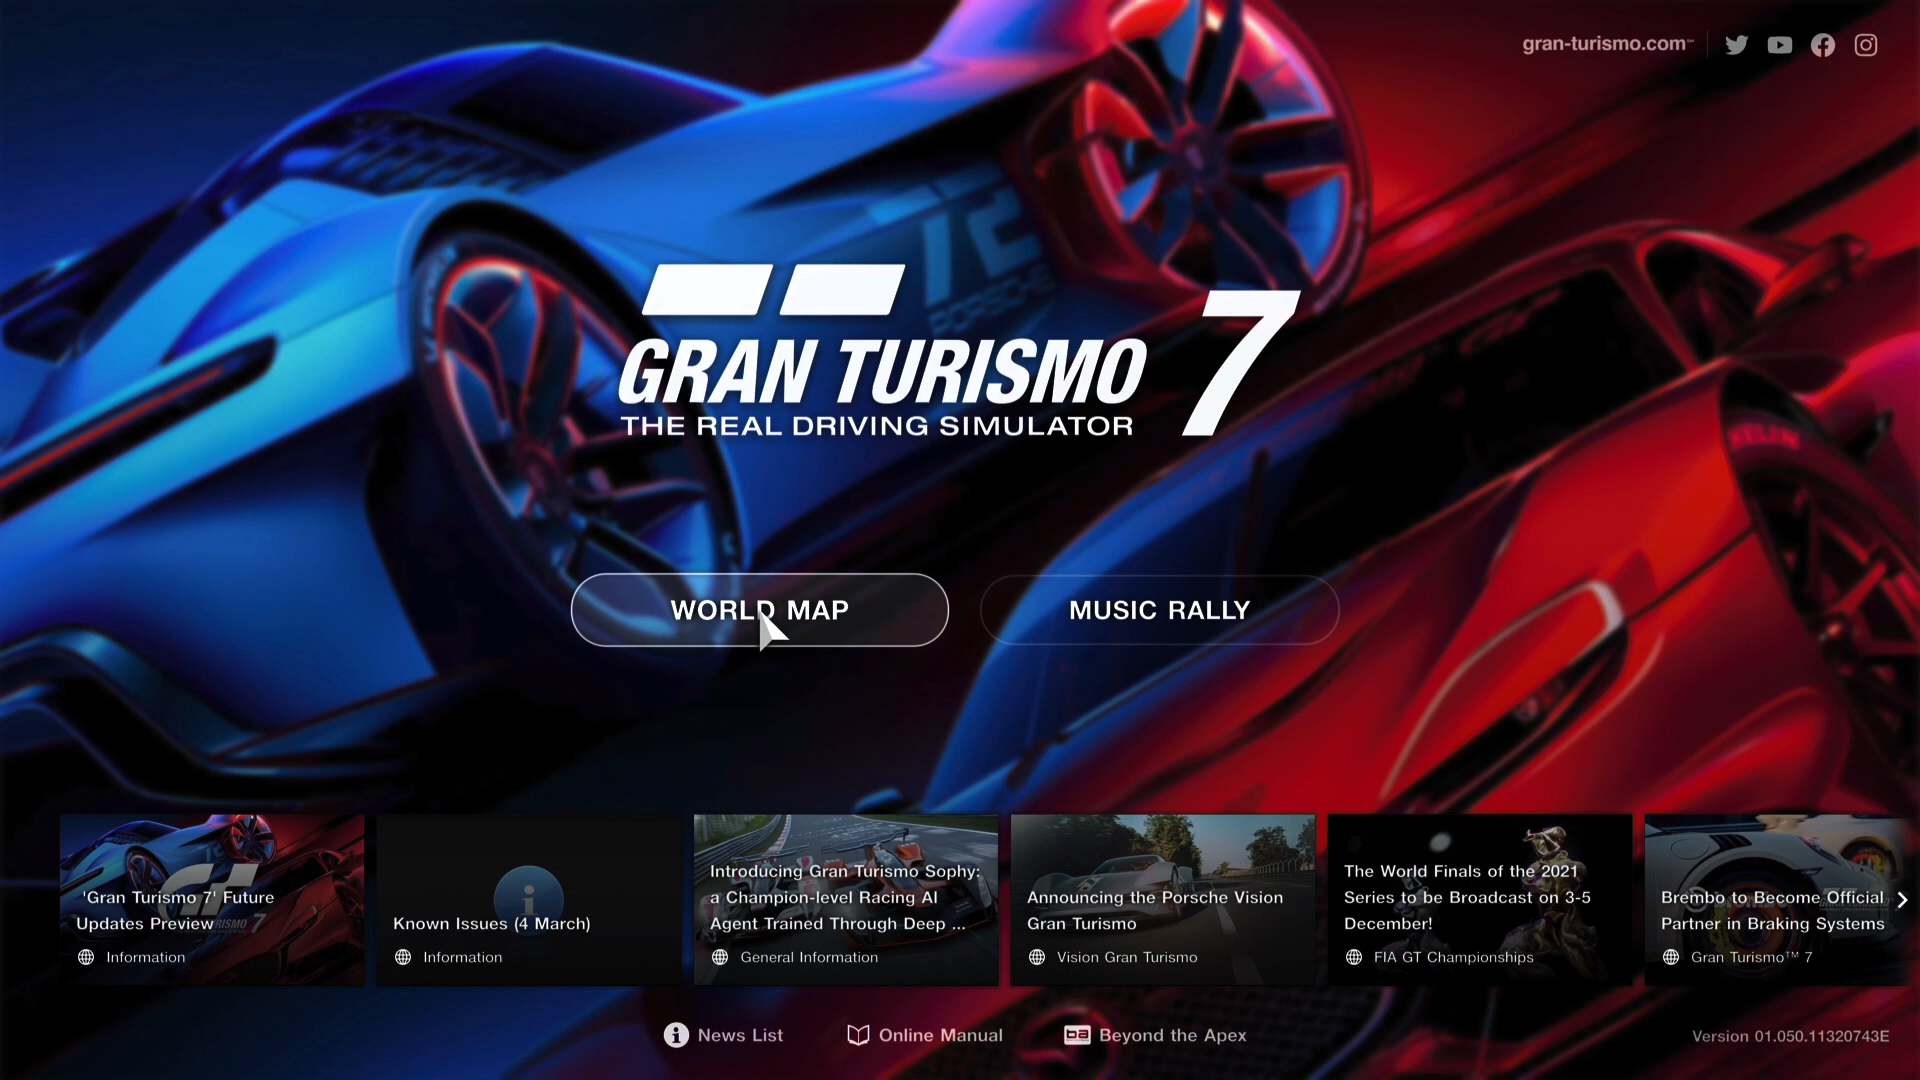 gran-turismo.com
72
PORSCHE
GRAN TURISMO 7
THE REAL DRIVING SIMULATOR
WORLD MAP
MUSIC RALLY
'Gran Turismo 7' Future
Updates Preview
Information
Known Issues (4 March)
Information
Introducing Gran Turismo Sophy:
a Champion-level Racing AI
Agent Trained Through Deep ...
General Information
Announcing the Porsche Vision
Gran Turismo
Vision Gran Turismo
The World Finals of the 2021
Series to be Broadcast on 3-5
December!
FIA GT Championships
Brembo to Become Official
Partner in Braking Systems
Gran Turismo™ 7
News List
Online Manual
Beyond the Apex
Version 01.050.11320743E